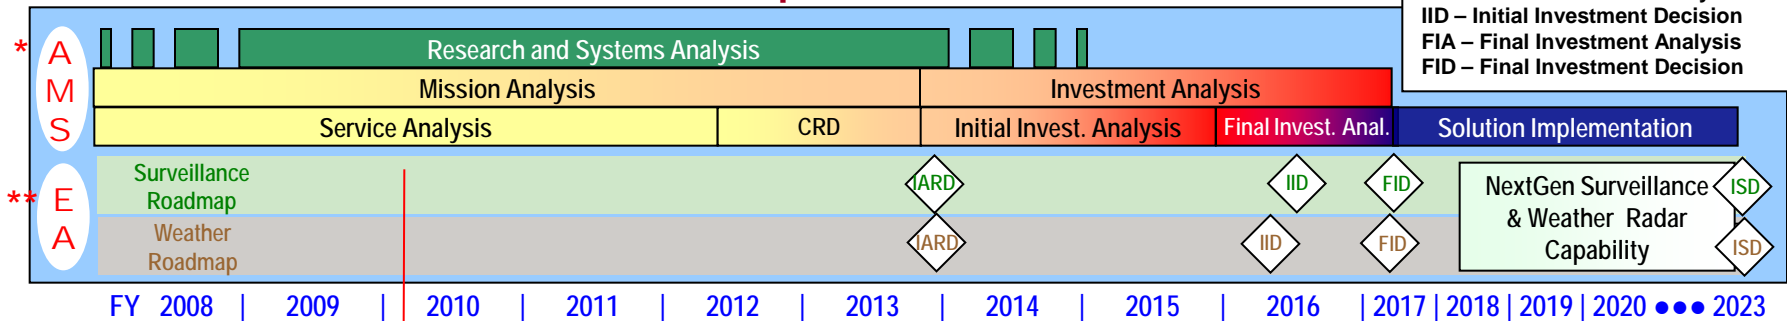 IID – Initial Investment Decision
FIA – Final Investment Analysis
FID – Final Investment Decision
* AMS
Research and Systems Analysis
Mission Analysis
Investment Analysis
Service Analysis
CRD
Initial Invest. Analysis
Final Invest. Anal.
Solution Implementation
** EA
Surveillance
Roadmap
IARD
IID
FID
NextGen Surveillance
& Weather Radar
Capability
ISD
Weather
Roadmap
IARD
IID
FID
ISD
FY 2008 | 2009 | 2010 | 2011 | 2012 | 2013 | 2014 | 2015 | 2016 | 2017 | 2018 | 2019 | 2020 ●●● 2023